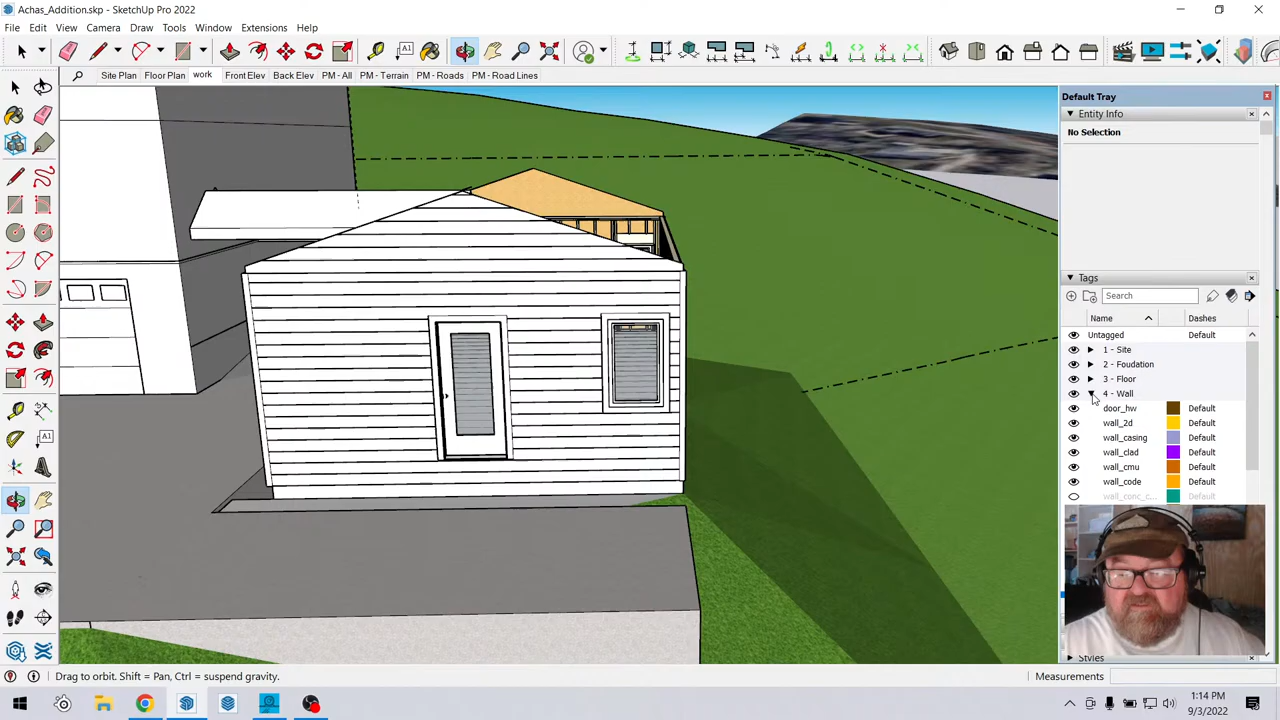 Achas_Addition.skp - SketchUp Pro 2022
File Edit View Camera Draw Tools Window Extensions Help
Site Plan Floor Plan work Front Elev Back Elev PM - All PM - Terrain PM - Roads PM - Road Lines
Default Tray
Entity Info
No Selection
Tags
Search
Name Dashes
Untagged Default
1 - Site
2 - Foudation
3 - Floor
4 - Wall
door_hw Default
wall_2d Default
wall_casing Default
wall_clad Default
wall_cmu Default
wall_code Default
wall_conc_c... Default
Styles
Drag to orbit. Shift = Pan, Ctrl = suspend gravity.
Measurements
1:14 PM
9/3/2022